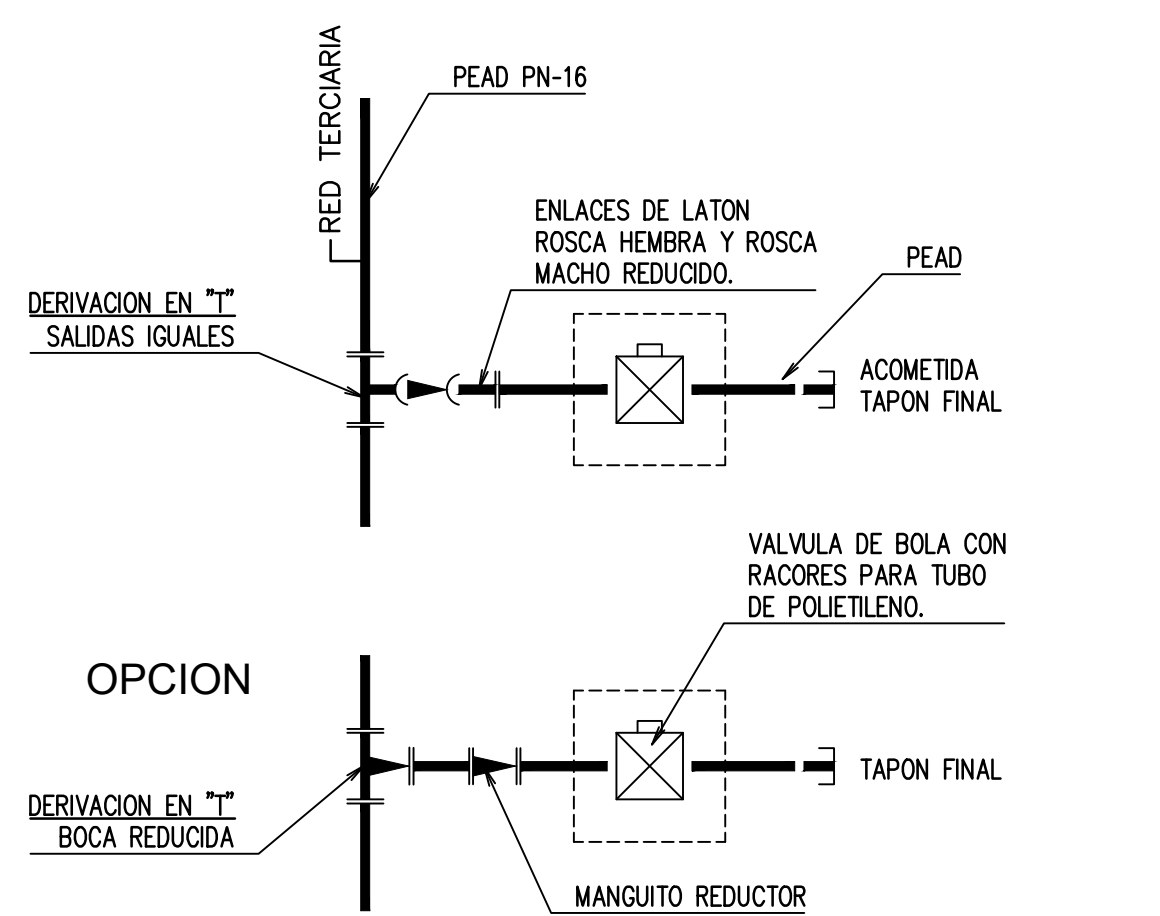 RED TERCIARIA
PEAD PN-16
ENLACES DE LATON
ROSCA HEMBRA Y ROSCA
MACHO REDUCIDO.
PEAD
DERIVACION EN "T"
SALIDAS IGUALES
ACOMETIDA
TAPON FINAL
VALVULA DE BOLA CON
RACORES PARA TUBO
DE POLIETILENO.
OPCION
TAPON FINAL
DERIVACION EN "T"
BOCA REDUCIDA
MANGUITO REDUCTOR